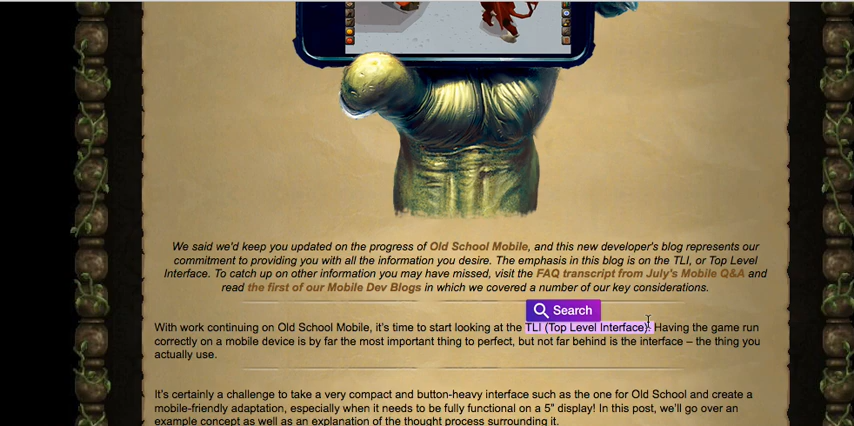 We said we'd keep you updated on the progress of Old School Mobile, and this new developer's blog represents our
commitment to providing you with all the information you desire. The emphasis in this blog is on the TLI, or Top Level
Interface. To catch up on other information you may have missed, visit the FAQ transcript from July's Mobile Q&A and
read the first of our Mobile Dev Blogs in which we covered a number of our key considerations.
Search
With work continuing on Old School Mobile, it's time to start looking at the TLI (Top Level Interface). Having the game run
correctly on a mobile device is by far the most important thing to perfect, but not far behind is the interface – the thing you
actually use.
It's certainly a challenge to take a very compact and button-heavy interface such as the one for Old School and create a
mobile-friendly adaptation, especially when it needs to be fully functional on a 5" display! In this post, we'll go over an
example concept as well as an explanation of the thought process surrounding it.